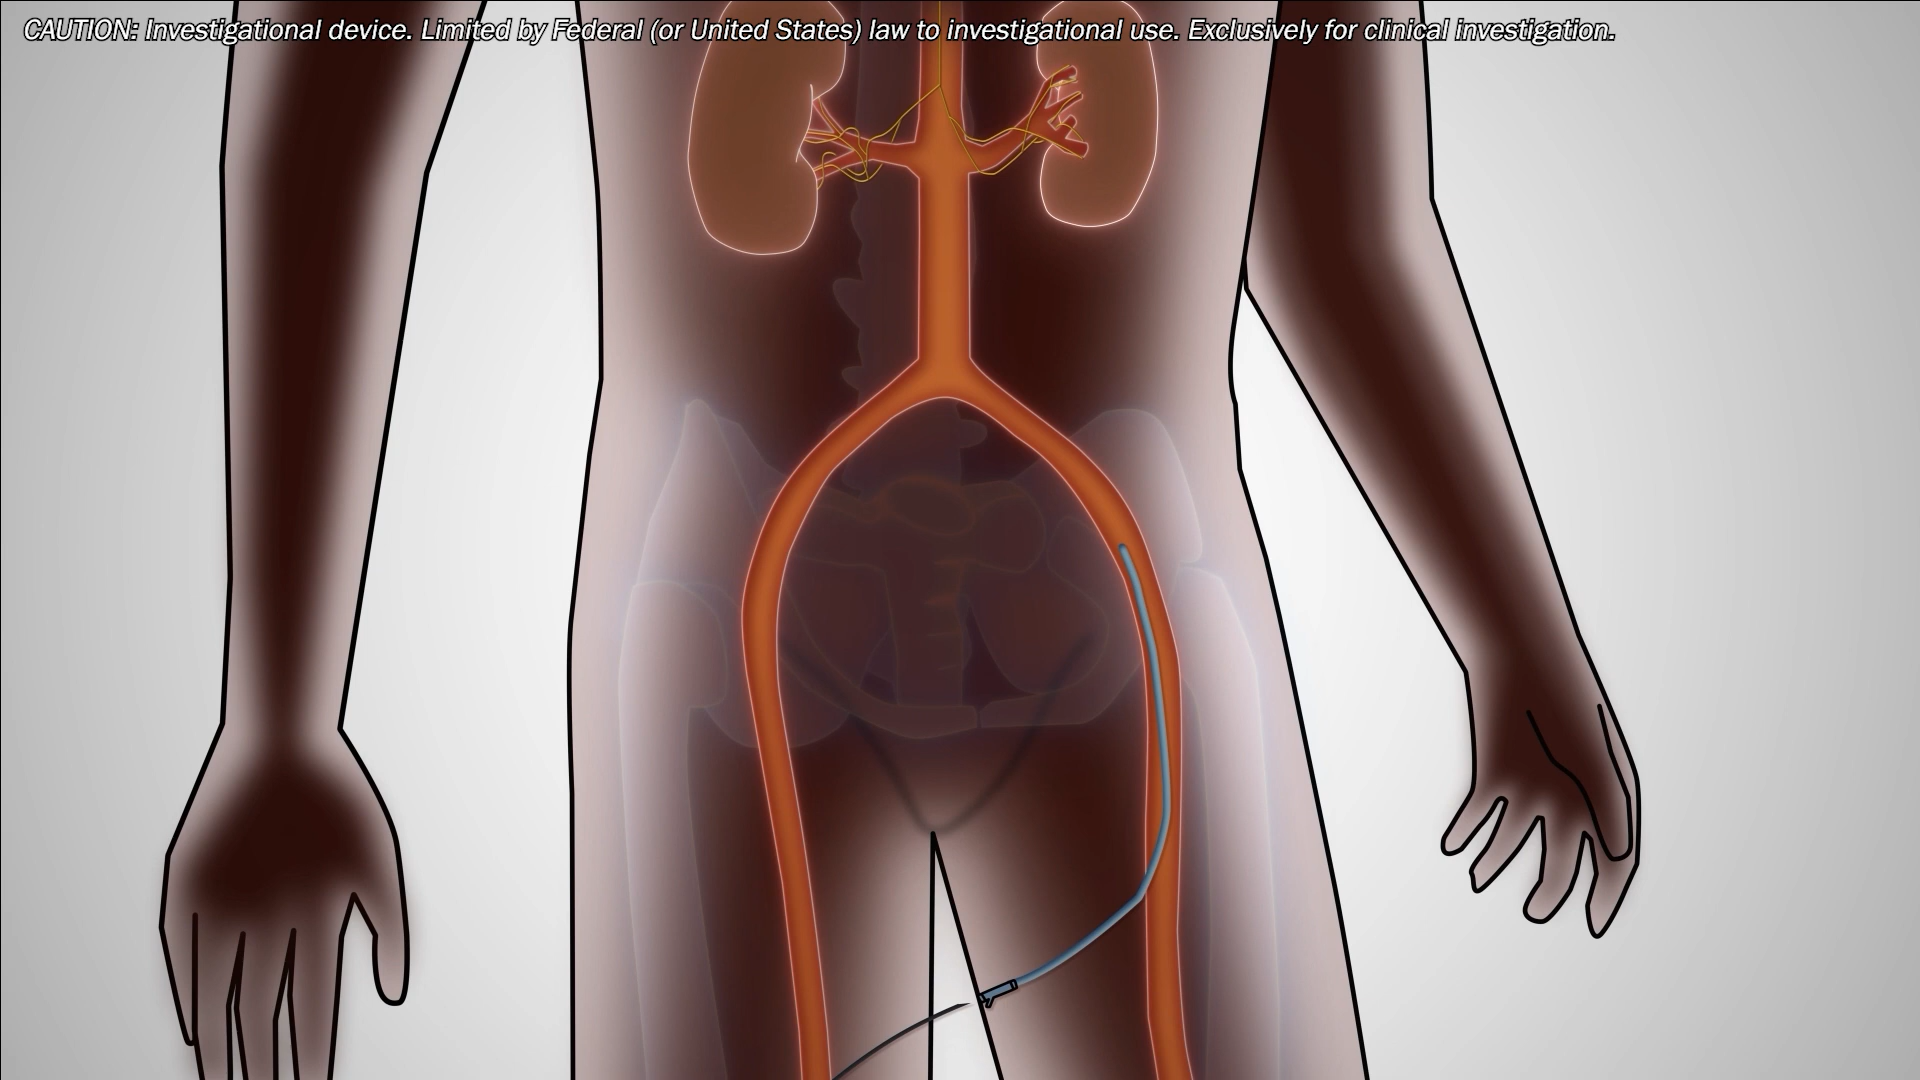 CAUTION: Investigational device. Limited by Federal (or United States) law to investigational use. Exclusively for clinical investigation.